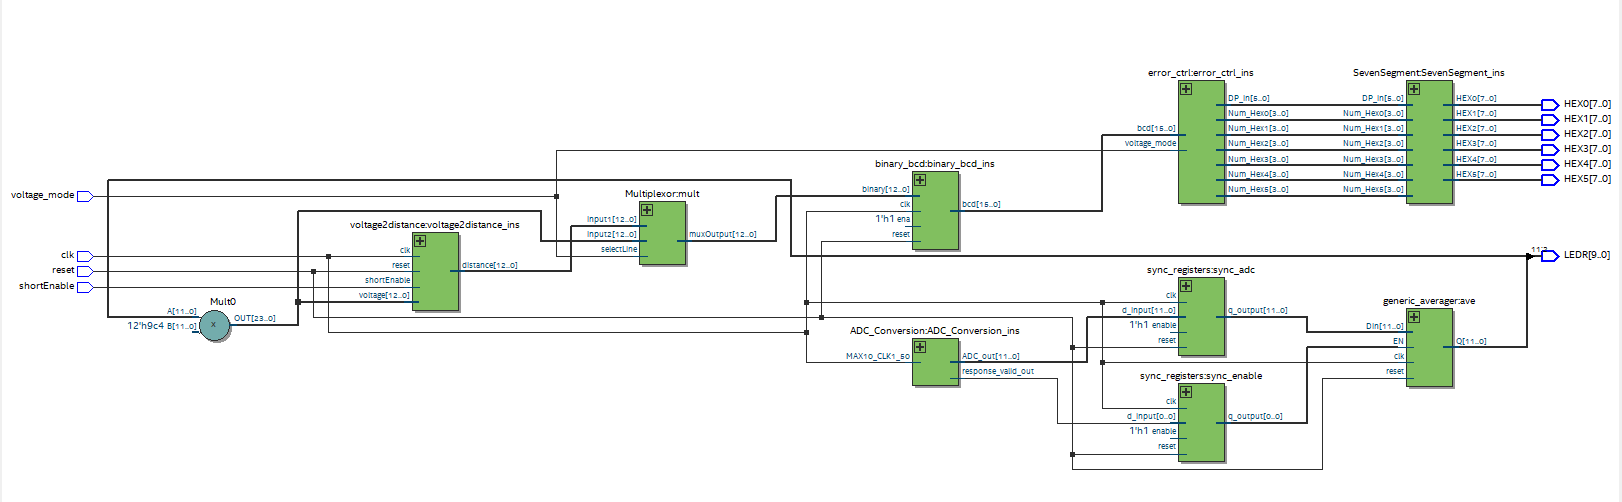 error_ctrl:error_ctrl_ins
SevenSegment:SevenSegment_ins
DP_in[5..0]
DP_in[5..0]
HEX0[7..0]
HEX0[7..0]
Num_Hex0[3..0]
Num_Hex0[3..0]
HEX1[7..0]
HEX1[7..0]
bcd[15..0]
Num_Hex1[3..0]
Num_Hex1[3..0]
HEX2[7..0]
HEX2[7..0]
voltage_mode
Num_Hex2[3..0]
Num_Hex2[3..0]
HEX3[7..0]
HEX3[7..0]
Num_Hex3[3..0]
Num_Hex3[3..0]
HEX4[7..0]
HEX4[7..0]
Num_Hex4[3..0]
Num_Hex4[3..0]
HEX5[7..0]
HEX5[7..0]
Num_Hex5[3..0]
Num_Hex5[3..0]
binary_bcd:binary_bcd_ins
binary[12..0]
clk
bcd[15..0]
1'h1 ena
reset
voltage_mode
Multiplexor:mult
input1[12..0]
input2[12..0]
muxOutput[12..0]
selectLine
voltage2distance:voltage2distance_ins
clk
clk
reset
reset
distance[12..0]
shortEnable
shortEnable
voltage[12..0]
Mult0
A[11..0]
12'h9c4 B[11..0]
OUT[23..0]
x
LEDR[9..0]
sync_registers:sync_adc
clk
d_input[11..0]
q_output[11..0]
1'h1 enable
reset
generic_averager:ave
Din[11..0]
EN
Q[11..0]
clk
reset
ADC_Conversion:ADC_Conversion_ins
MAX10_CLK1_50
ADC_out[11..0]
response_valid_out
sync_registers:sync_enable
clk
d_input[0..0]
q_output[0..0]
1'h1 enable
reset